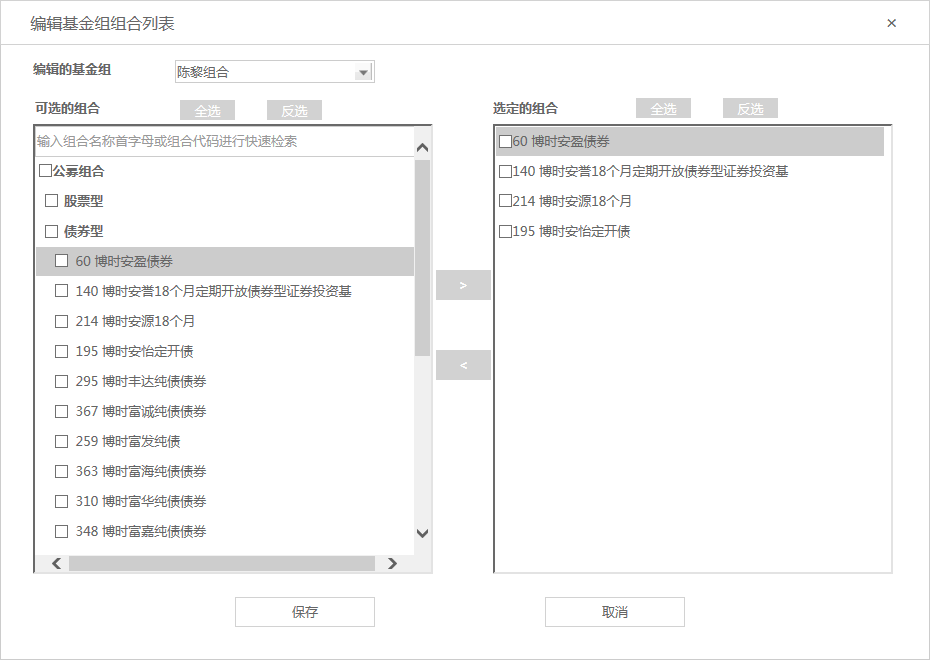 编辑基金组组合列表
×
编辑的基金组
陈黎组合
可选的组合
全选
反选
选定的组合
全选
反选
输入组合名称首字母或组合代码进行快速检索
公募组合
股票型
债券型
60 博时安盈债券
140 博时安誉18个月定期开放债券型证券投资基
214 博时安源18个月
195 博时安怡定开债
295 博时丰达纯债债券
367 博时富诚纯债债券
259 博时富发纯债
363 博时富海纯债债券
310 博时富华纯债债券
348 博时富嘉纯债债券
>
<
60 博时安盈债券
140 博时安誉18个月定期开放债券型证券投资基
214 博时安源18个月
195 博时安怡定开债
保存
取消